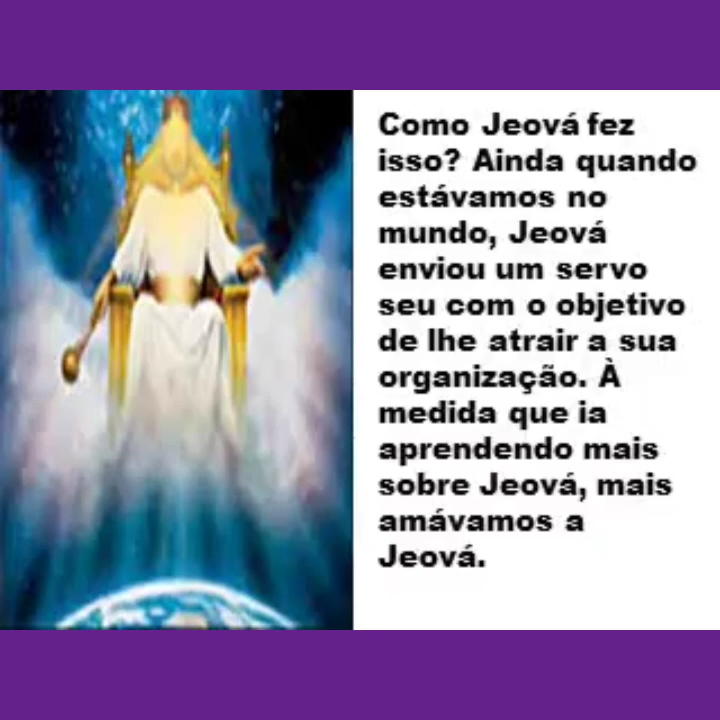 Como Jeová fez
isso? Ainda quando
estávamos no
mundo, Jeová
enviou um servo
seu com o objetivo
de lhe atrair a sua
organização. À
medida que ia
aprendendo mais
sobre Jeová, mais
amávamos a
Jeová.